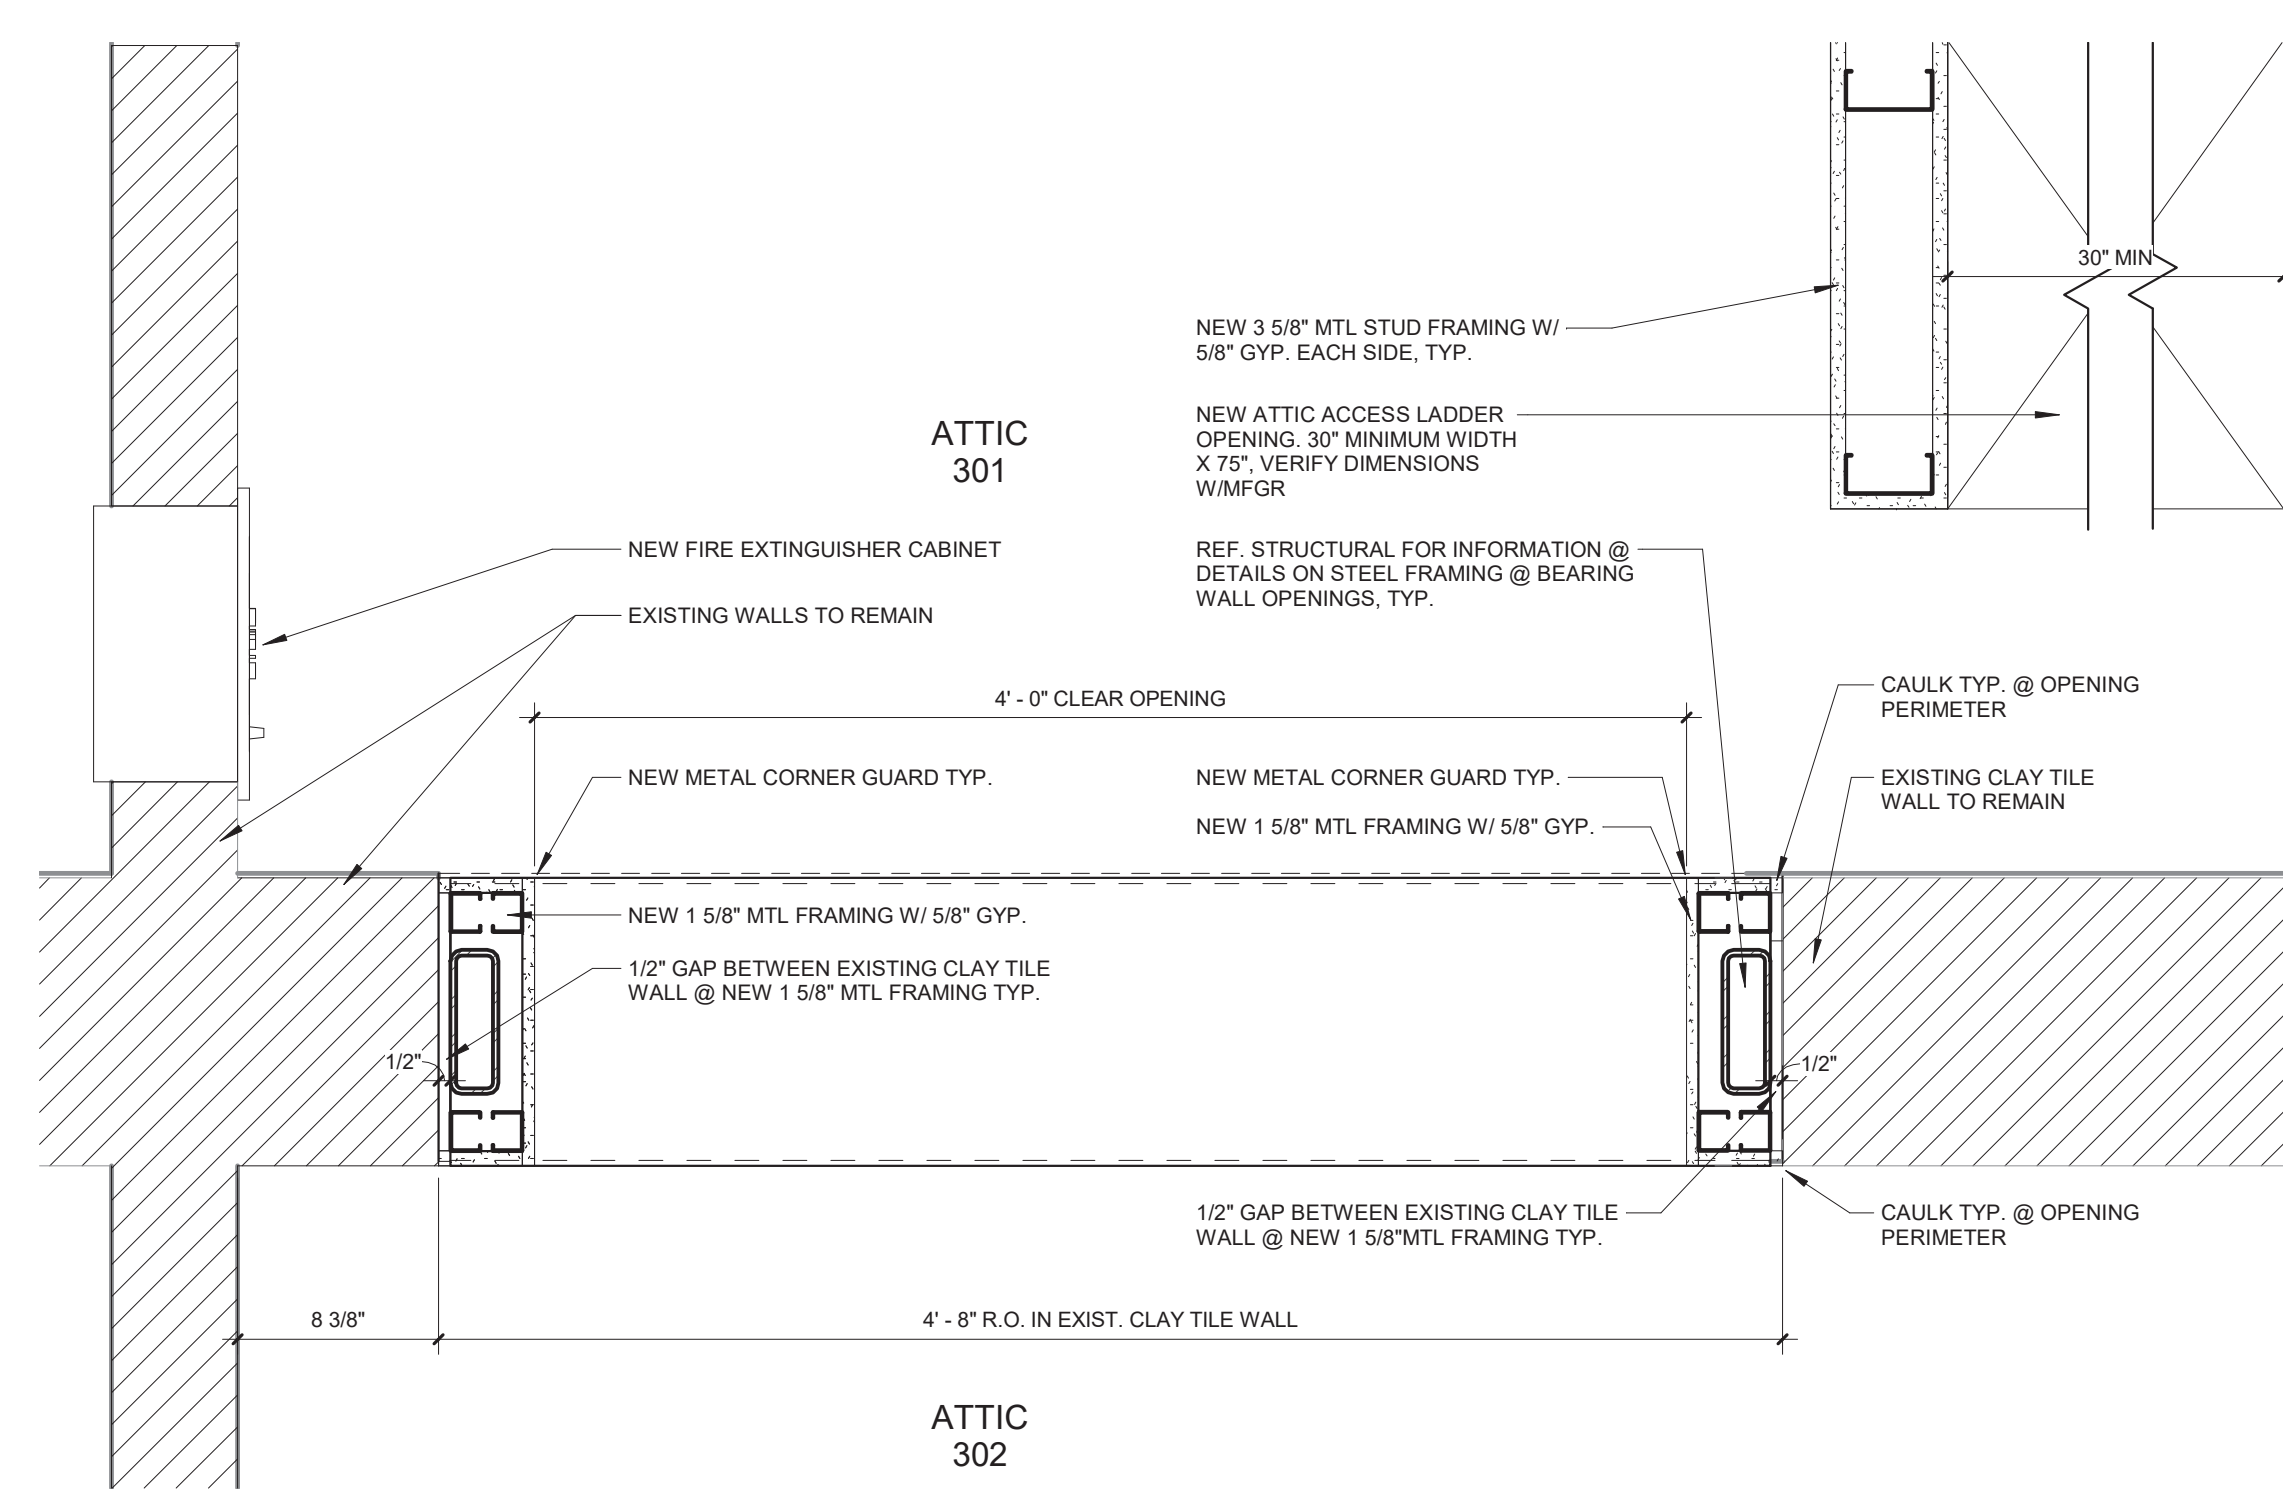 30" MIN
NEW 3 5/8" MTL STUD FRAMING W/
5/8" GYP. EACH SIDE, TYP.
NEW ATTIC ACCESS LADDER
OPENING. 30" MINIMUM WIDTH
X 75", VERIFY DIMENSIONS
W/MFGR
ATTIC
301
NEW FIRE EXTINGUISHER CABINET
EXISTING WALLS TO REMAIN
REF. STRUCTURAL FOR INFORMATION @
DETAILS ON STEEL FRAMING @ BEARING
WALL OPENINGS, TYP.
4' - 0" CLEAR OPENING
CAULK TYP. @ OPENING
PERIMETER
NEW METAL CORNER GUARD TYP.
NEW METAL CORNER GUARD TYP.
EXISTING CLAY TILE
WALL TO REMAIN
NEW 1 5/8" MTL FRAMING W/ 5/8" GYP.
NEW 1 5/8" MTL FRAMING W/ 5/8" GYP.
1/2" GAP BETWEEN EXISTING CLAY TILE
WALL @ NEW 1 5/8" MTL FRAMING TYP.
1/2"
1/2"
1/2" GAP BETWEEN EXISTING CLAY TILE
WALL @ NEW 1 5/8"MTL FRAMING TYP.
CAULK TYP. @ OPENING
PERIMETER
8 3/8"
4' - 8" R.O. IN EXIST. CLAY TILE WALL
ATTIC
302